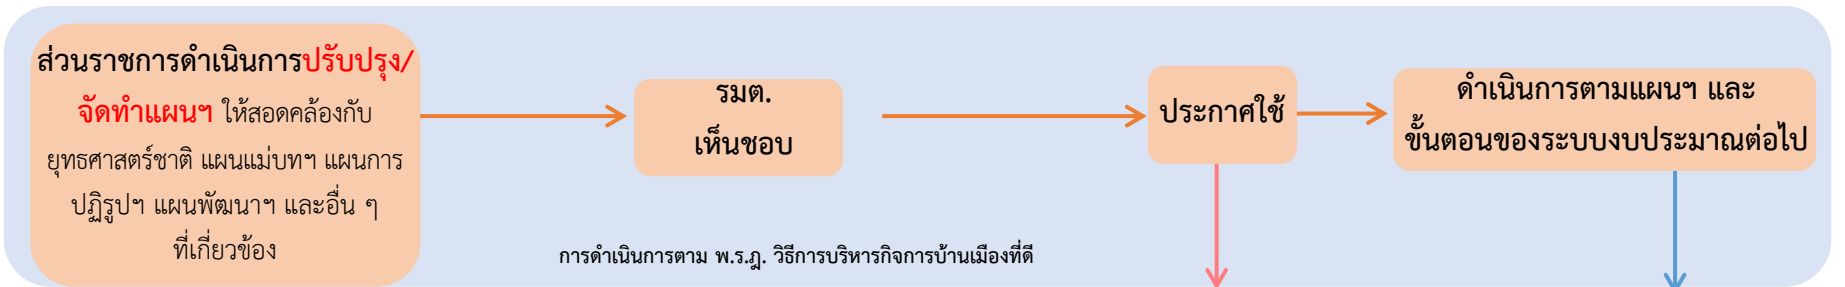 ส่วนราชการดำเนินการปรับปรุง/
จัดทำแผนฯ ให้สอดคล้องกับ
ยุทธศาสตร์ชาติ แผนแม่บทฯ แผนการ
ปฏิรูปฯ แผนพัฒนาฯ และอื่น ๆ
ที่เกี่ยวข้อง
รมต.
เห็นชอบ
ประกาศใช้
ดำเนินการตามแผนฯ และ
ขั้นตอนของระบบงบประมาณต่อไป
การดำเนินการตาม พ.ร.ฎ. วิธีการบริหารกิจการบ้านเมืองที่ดี